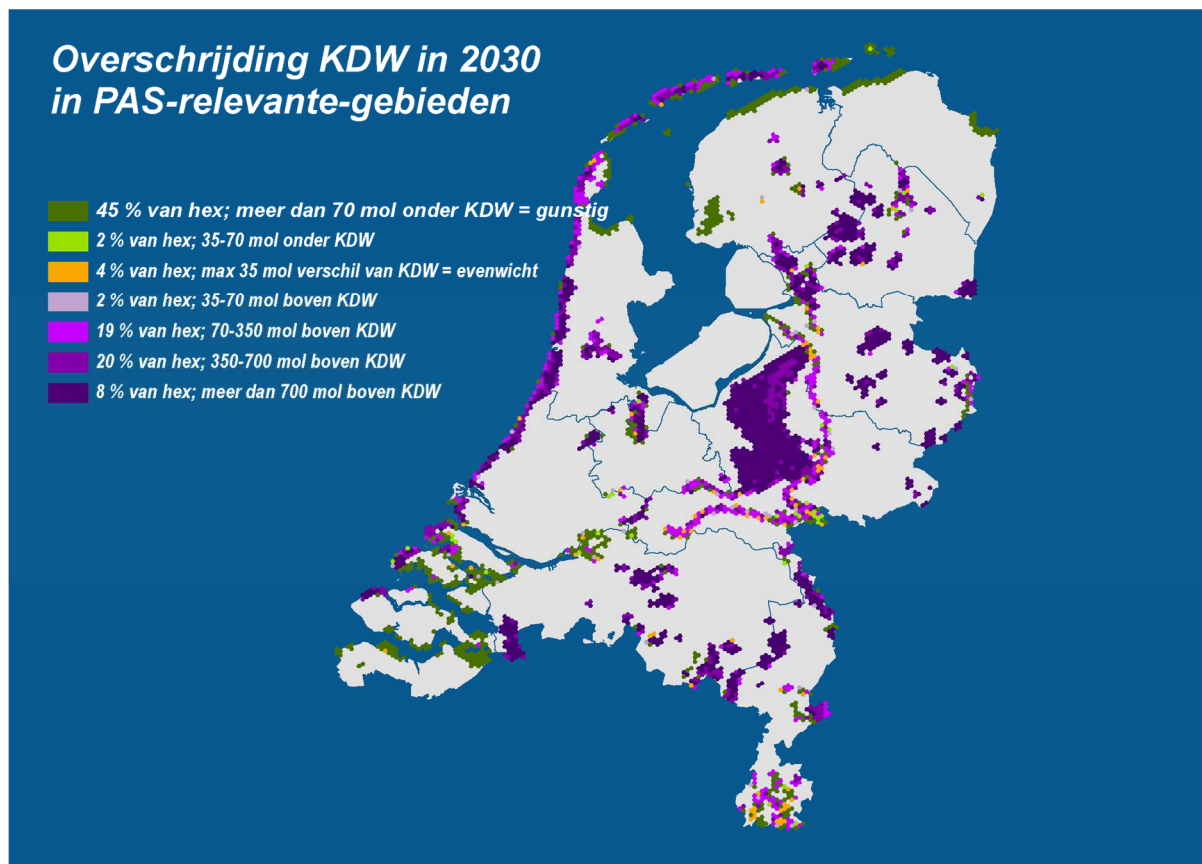 Overschrijding KDW in 2030
in PAS-relevante-gebieden
45 % van hex; meer dan 70 mol onder KDW = gunstig
2 % van hex; 35-70 mol onder KDW
4 % van hex; max 35 mol verschil van KDW = evenwicht
2 % van hex; 35-70 mol boven KDW
19 % van hex; 70-350 mol boven KDW
20 % van hex; 350-700 mol boven KDW
8 % van hex; meer dan 700 mol boven KDW